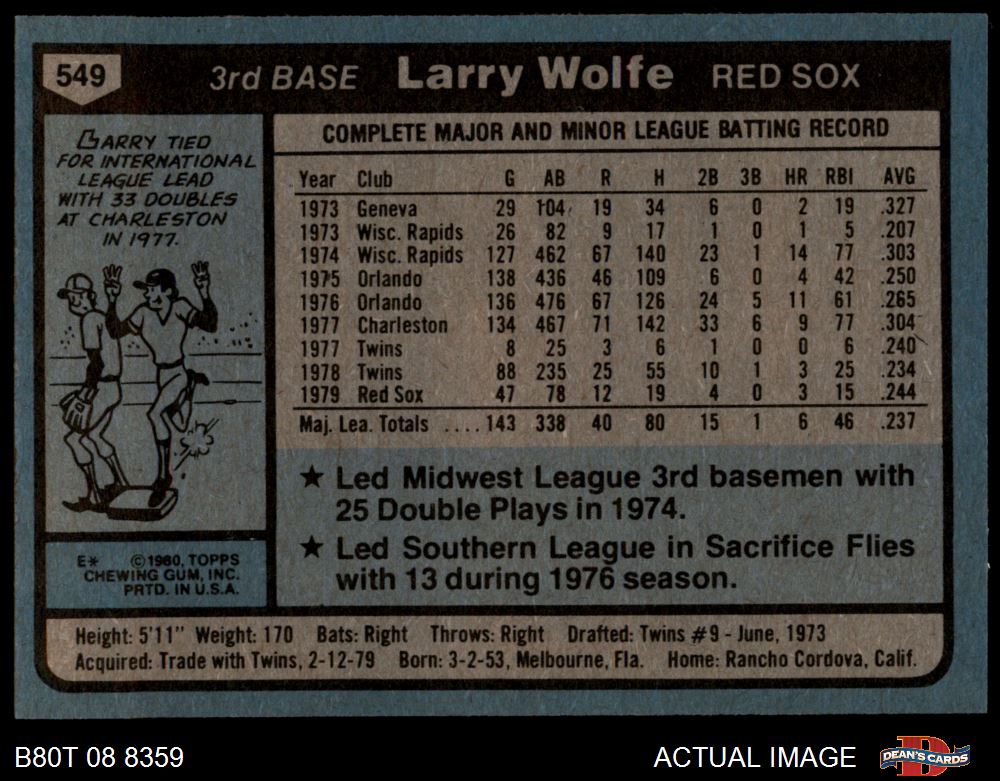 549 3rd BASE Larry Wolfe RED SOX
LARRY TIED
FOR INTERNATIONAL
LEAGUE LEAD
WITH 33 DOUBLES
AT CHARLESTON
IN 1977.
COMPLETE MAJOR AND MINOR LEAGUE BATTING RECORD
Year Club G AB R H 2B 3B HR RBI AVG
1973 Geneva 29 104 19 34 6 0 2 19 .327
1973 Wisc. Rapids 26 82 9 17 1 0 1 5 .207
1974 Wisc. Rapids 127 462 67 140 23 1 14 77 .303
1975 Orlando 138 436 46 109 6 0 4 42 .250
1976 Orlando 136 476 67 126 24 5 11 61 .265
1977 Charleston 134 467 71 142 33 6 9 77 .304
1977 Twins 8 25 3 6 1 0 0 6 .240
1978 Twins 88 235 25 55 10 1 3 25 .234
1979 Red Sox 47 78 12 19 4 0 3 15 .244
Maj. Lea. Totals .... 143 338 40 80 15 1 6 46 .237
★ Led Midwest League 3rd basemen with
25 Double Plays in 1974.
★ Led Southern League in Sacrifice Flies
with 13 during 1976 season.
E* ©1980, TOPPS
CHEWING GUM, INC.
PRTD. IN U.S.A.
Height: 5'11" Weight: 170 Bats: Right Throws: Right Drafted: Twins #9 - June, 1973
Acquired: Trade with Twins, 2-12-79 Born: 3-2-53, Melbourne, Fla. Home: Rancho Cordova, Calif.
B80T 08 8359 ACTUAL IMAGE DEAN'S CARDS